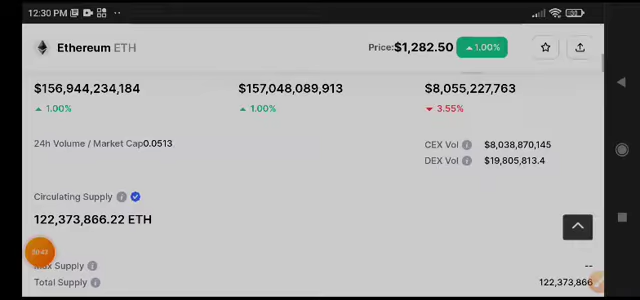 12:30 PM
Ethereum ETH
Price:$1,282.50 1.00%
$156,944,234,184 $157,048,089,913 $8,055,227,763
1.00% 1.00% 3.55%
24h Volume / Market Cap0.0513
CEX Vol $8,038,870,145
DEX Vol $19,805,813.4
Circulating Supply
122,373,866.22 ETH
Max Supply --
Total Supply 122,373,866